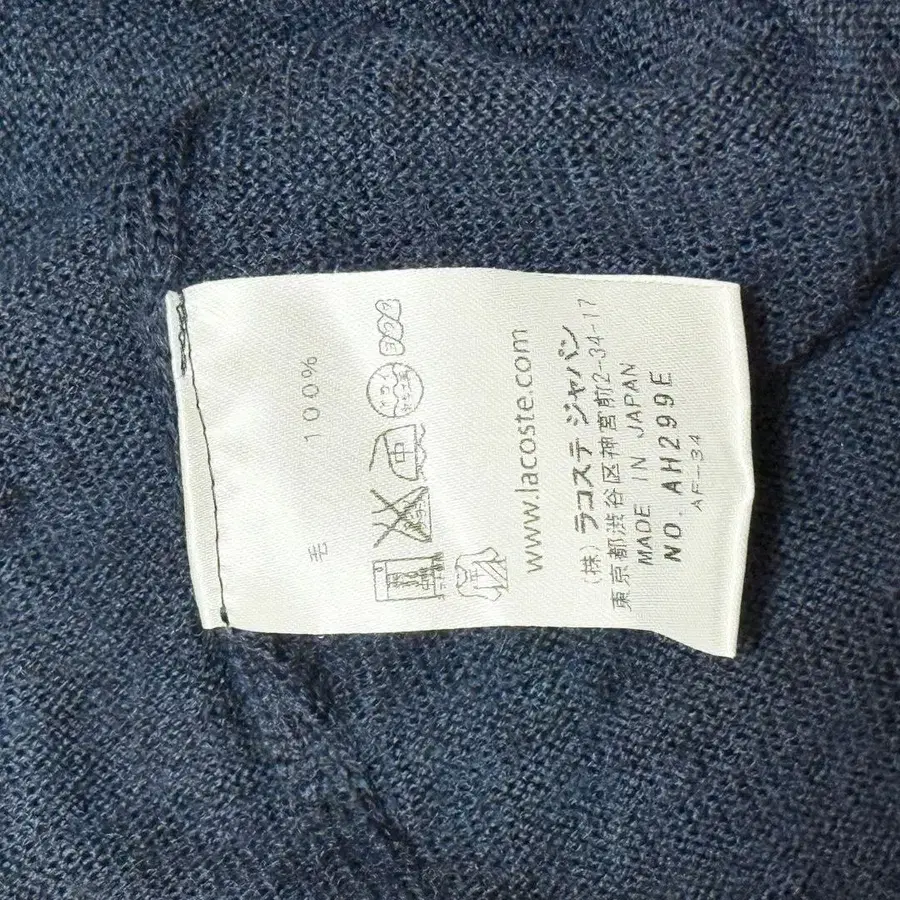 毛 100%
www.lacoste.com
(株) ラコステ ジャパン
東京都渋谷区神宮前2-34-17
MADE IN JAPAN
NO. AH299E
AF-34